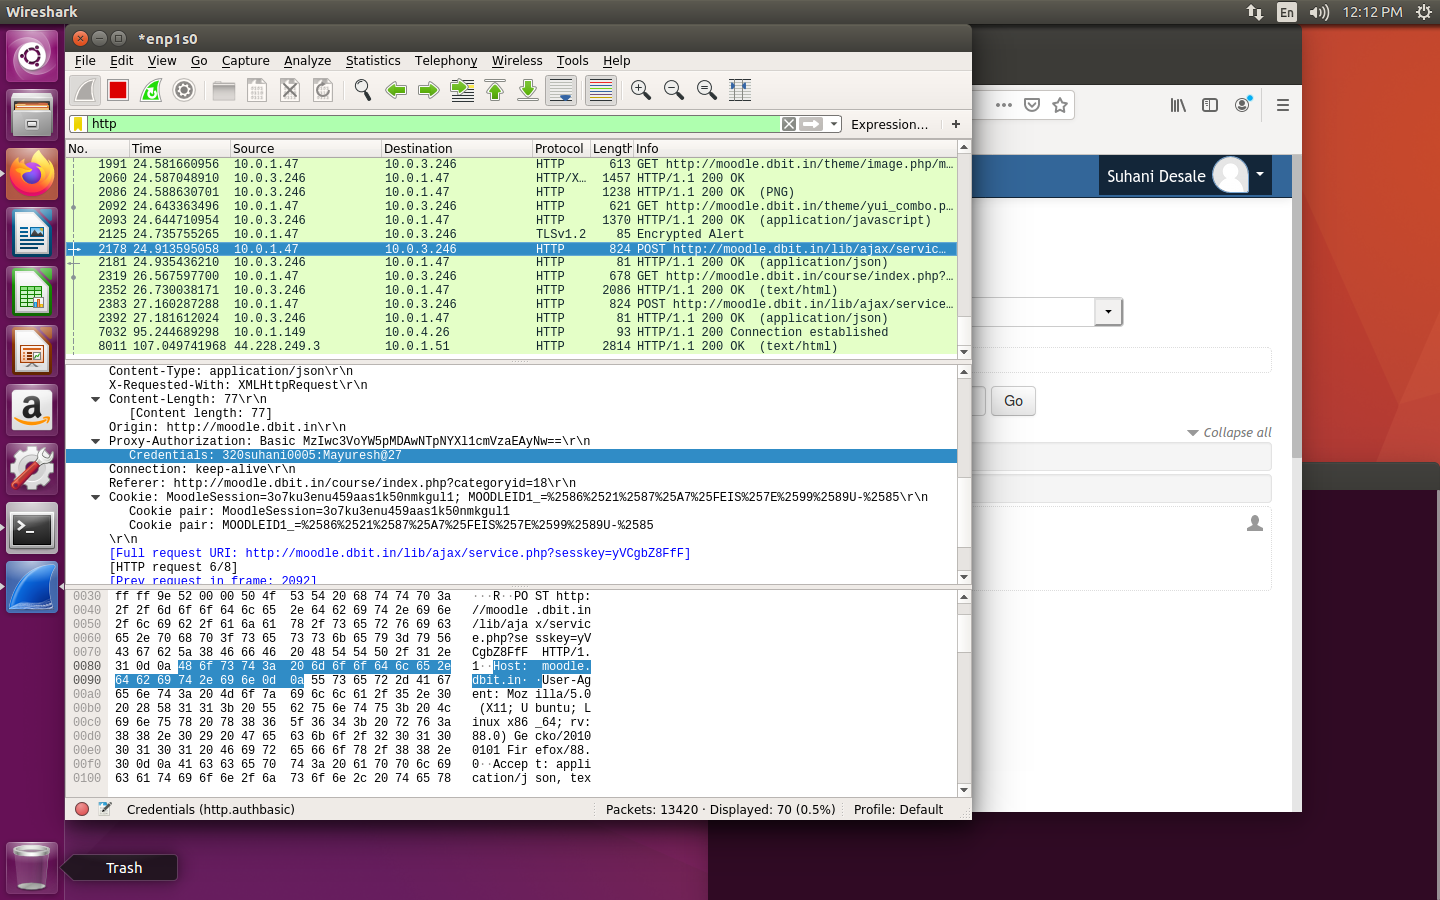 Wireshark
En
12:12 PM
*enp1s0
File Edit View Go Capture Analyze Statistics Telephony Wireless Tools Help
http
Expression…
+
No. Time Source Destination Protocol Length Info
1991 24.581660956 10.0.1.47 10.0.3.246 HTTP 613 GET http://moodle.dbit.in/theme/image.php/m…
2060 24.587048910 10.0.3.246 10.0.1.47 HTTP/X… 1457 HTTP/1.1 200 OK
2086 24.588630701 10.0.3.246 10.0.1.47 HTTP 1238 HTTP/1.1 200 OK (PNG)
2092 24.643363496 10.0.1.47 10.0.3.246 HTTP 621 GET http://moodle.dbit.in/theme/yui_combo.p…
2093 24.644710954 10.0.3.246 10.0.1.47 HTTP 1370 HTTP/1.1 200 OK (application/javascript)
2125 24.735755265 10.0.1.47 10.0.3.246 TLSv1.2 85 Encrypted Alert
2178 24.913595058 10.0.1.47 10.0.3.246 HTTP 824 POST http://moodle.dbit.in/lib/ajax/servic…
2181 24.935436210 10.0.3.246 10.0.1.47 HTTP 81 HTTP/1.1 200 OK (application/json)
2319 26.567597700 10.0.1.47 10.0.3.246 HTTP 678 GET http://moodle.dbit.in/course/index.php?…
2352 26.730038171 10.0.3.246 10.0.1.47 HTTP 2086 HTTP/1.1 200 OK (text/html)
2383 27.160287288 10.0.1.47 10.0.3.246 HTTP 824 POST http://moodle.dbit.in/lib/ajax/service…
2392 27.181612024 10.0.3.246 10.0.1.47 HTTP 81 HTTP/1.1 200 OK (application/json)
7032 95.244689298 10.0.1.149 10.0.4.26 HTTP 93 HTTP/1.1 200 Connection established
8011 107.049741968 44.228.249.3 10.0.1.51 HTTP 2814 HTTP/1.1 200 OK (text/html)
Content-Type: application/json\r\n
X-Requested-With: XMLHttpRequest\r\n
Content-Length: 77\r\n
[Content length: 77]
Origin: http://moodle.dbit.in\r\n
Proxy-Authorization: Basic MzIwc3VoYW5pMDAwNTpNYXl1cmVzaEAyNw==\r\n
Credentials: 320suhani0005:Mayuresh@27
Connection: keep-alive\r\n
Referer: http://moodle.dbit.in/course/index.php?categoryid=18\r\n
Cookie: MoodleSession=3o7ku3enu459aas1k50nmkgul1; MOODLEID1_=%2586%2521%2587%25A7%25FEIS%257E%2599%2589U-%2585\r\n
Cookie pair: MoodleSession=3o7ku3enu459aas1k50nmkgul1
Cookie pair: MOODLEID1_=%2586%2521%2587%25A7%25FEIS%257E%2599%2589U-%2585
\r\n
[Full request URI: http://moodle.dbit.in/lib/ajax/service.php?sesskey=yVCgbZ8FfF]
[HTTP request 6/8]
[Prev request in frame: 2092]
0030 ff ff 9e 52 00 00 50 4f 53 54 20 68 74 74 70 3a ···R··PO ST http:
0040 2f 2f 6d 6f 6f 64 6c 65 2e 64 62 69 74 2e 69 6e //moodle .dbit.in
0050 2f 6c 69 62 2f 61 6a 61 78 2f 73 65 72 76 69 63 /lib/aja x/servic
0060 65 2e 70 68 70 3f 73 65 73 73 6b 65 79 3d 79 56 e.php?se sskey=yV
0070 43 67 62 5a 38 46 66 46 20 48 54 54 50 2f 31 2e CgbZ8FfF HTTP/1.
0080 31 0d 0a 48 6f 73 74 3a 20 6d 6f 6f 64 6c 65 2e 1··Host: moodle.
0090 64 62 69 74 2e 69 6e 0d 0a 55 73 65 72 2d 41 67 dbit.in· ·User-Ag
00a0 65 6e 74 3a 20 4d 6f 7a 69 6c 6c 61 2f 35 2e 30 ent: Moz illa/5.0
00b0 20 28 58 31 31 3b 20 55 62 75 6e 74 75 3b 20 4c (X11; U buntu; L
00c0 69 6e 75 78 20 78 38 36 5f 36 34 3b 20 72 76 3a inux x86 _64; rv:
00d0 38 38 2e 30 29 20 47 65 63 6b 6f 2f 32 30 31 30 88.0) Ge cko/2010
00e0 30 31 30 31 20 46 69 72 65 66 6f 78 2f 38 38 2e 0101 Fir efox/88.
00f0 30 0d 0a 41 63 63 65 70 74 3a 20 61 70 70 6c 69 0··Accep t: appli
0100 63 61 74 69 6f 6e 2f 6a 73 6f 6e 2c 20 74 65 78 cation/j son, tex
Credentials (http.authbasic)
Packets: 13420 · Displayed: 70 (0.5%)
Profile: Default
Suhani Desale
Go
Collapse all
Trash